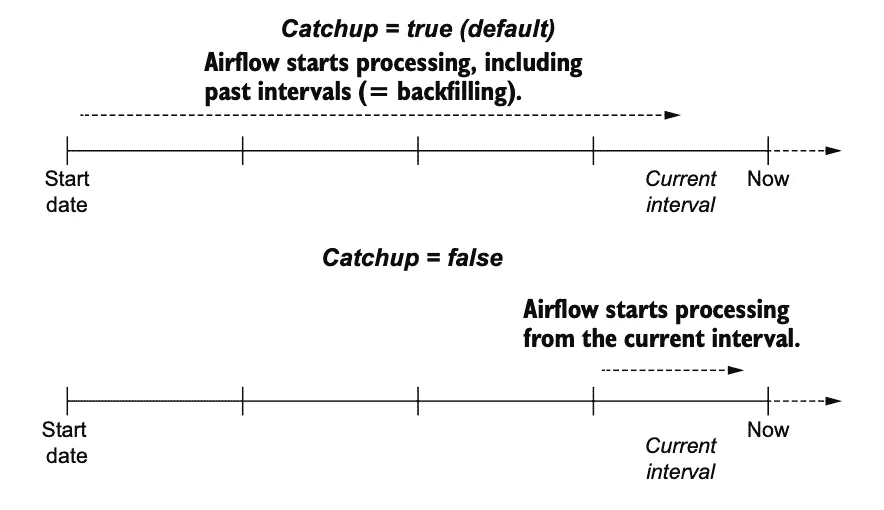 Catchup = true (default)
Airflow starts processing, including
past intervals (= backfilling).
Start
date
Current
interval
Now
Catchup = false
Airflow starts processing
from the current interval.
Start
date
Current
interval
Now